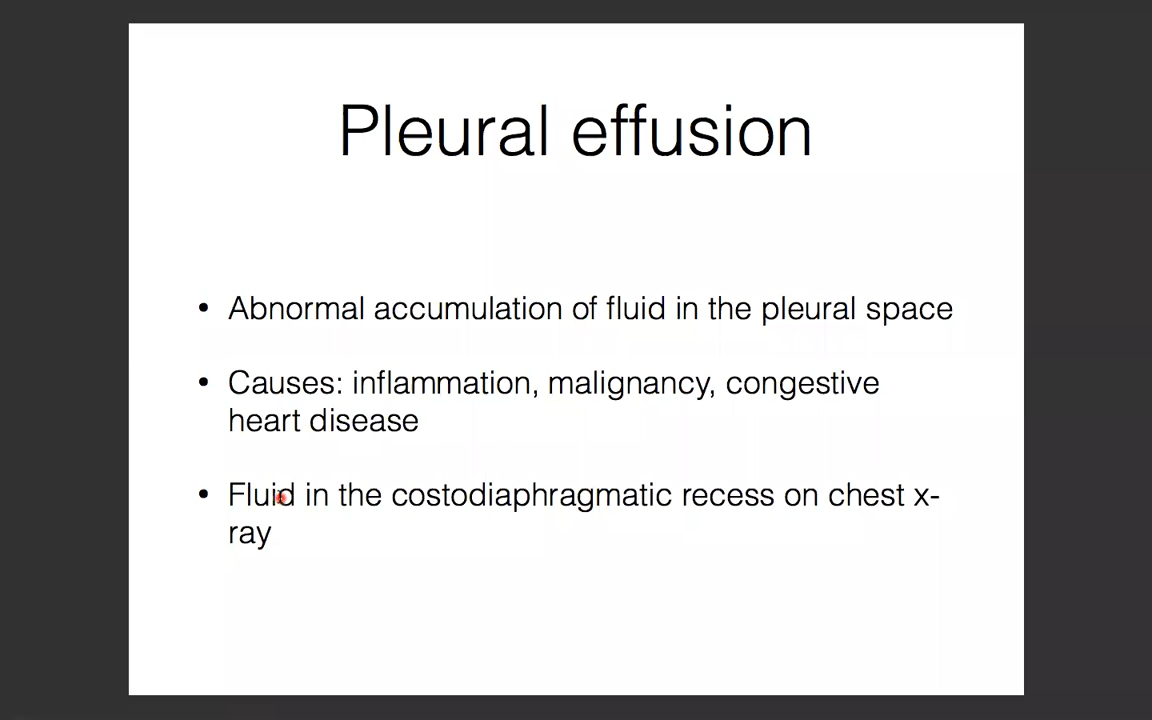 Pleural effusion
• Abnormal accumulation of fluid in the pleural space
• Causes: inflammation, malignancy, congestive
heart disease
• Fluid in the costodiaphragmatic recess on chest x-
ray